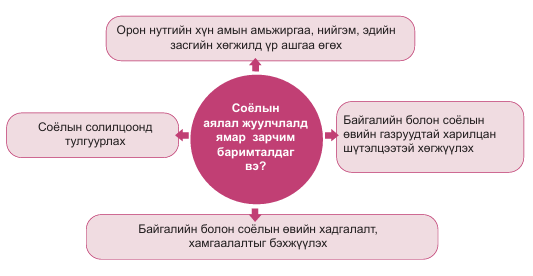 Орон нутгийн хүн амын амьжиргаа, нийгэм, эдийн
засгийн хөгжилд үр ашгаа өгөх
Соёлын
аялал жуулчлалд
ямар зарчим
баримталдаг
вэ?
Соёлын солилцоонд
тулгуурлах
Байгалийн болон соёлын
өвийн газруудтай харилцан
шүтэлцээтэй хөгжүүлэх
Байгалийн болон соёлын өвийн хадгалалт,
хамгаалалтыг бэхжүүлэх